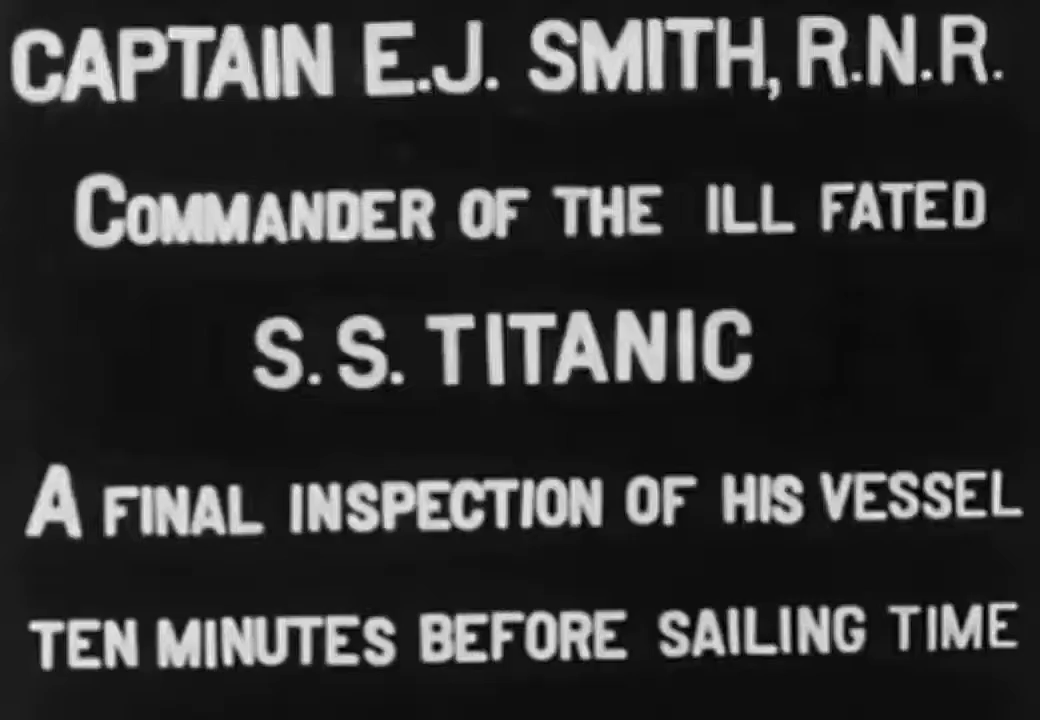 CAPTAIN E.J. SMITH, R.N.R.
COMMANDER OF THE ILL FATED
S.S. TITANIC
A FINAL INSPECTION OF HIS VESSEL
TEN MINUTES BEFORE SAILING TIME